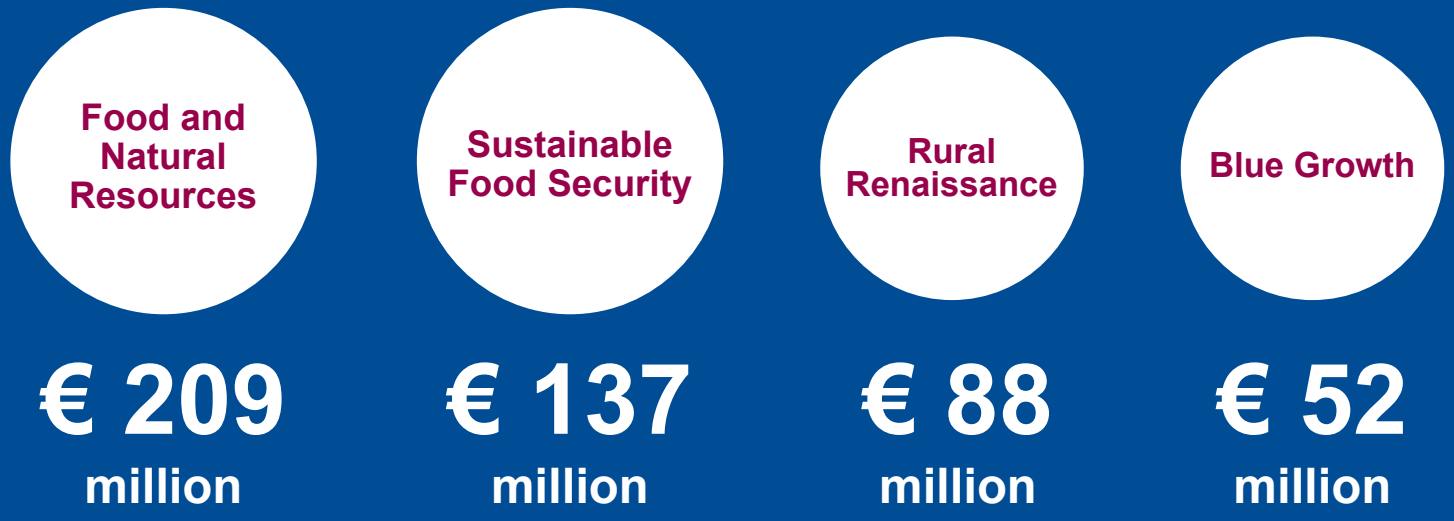 Food and
Natural
Resources
€ 209
million
Sustainable
Food Security
€ 137
million
Rural
Renaissance
€ 88
million
Blue Growth
€ 52
million